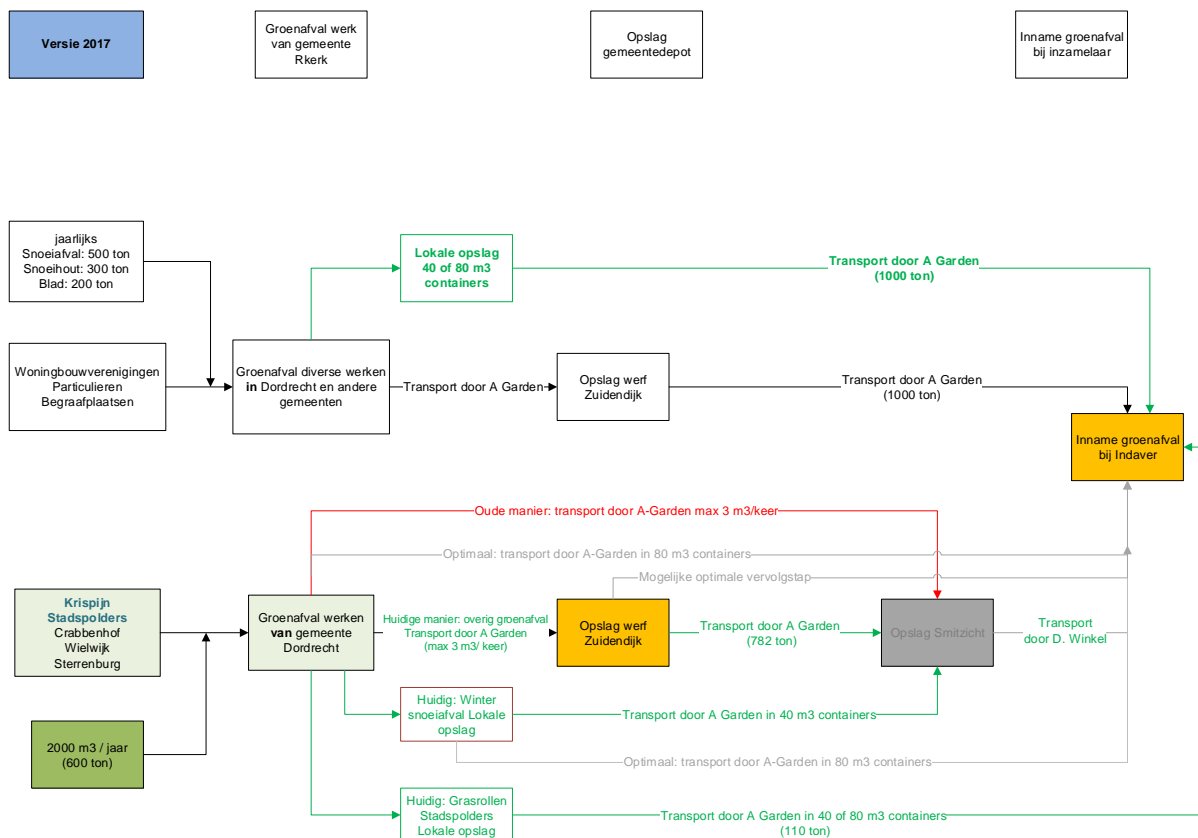 Versie 2017
Groenafval werk
van gemeente
Rkerk
Opslag
gemeentedepot
Inname groenafval
bij inzamelaar
jaarlijks
Snoeiafval: 500 ton
Snoeihout: 300 ton
Blad: 200 ton
Lokale opslag
40 of 80 m3
containers
Transport door A Garden
(1000 ton)
Woningbouwverenigingen
Particulieren
Begraafplaatsen
Groenafval diverse werken
in Dordrecht en andere
gemeenten
Transport door A Garden
Opslag werf
Zuidendijk
Transport door A Garden
(1000 ton)
Inname groenafval
bij Indaver
Oude manier: transport door A-Garden max 3 m3/keer
Optimaal: transport door A-Garden in 80 m3 containers
Mogelijke optimale vervolgstap
Krispijn
Stadspolders
Crabbenhof
Wielwijk
Sterrenburg
Groenafval werken
van gemeente
Dordrecht
Huidige manier: overig groenafval
Transport door A Garden
(max 3 m3/ keer)
Opslag werf
Zuidendijk
Transport door A Garden
(782 ton)
Opslag Smitzicht
Transport
door D. Winkel
Huidig: Winter
snoeiafval Lokale
opslag
Transport door A Garden in 40 m3 containers
2000 m3 / jaar
(600 ton)
Optimaal: transport door A-Garden in 80 m3 containers
Huidig: Grasrollen
Stadspolders
Lokale opslag
Transport door A Garden in 40 of 80 m3 containers
(110 ton)